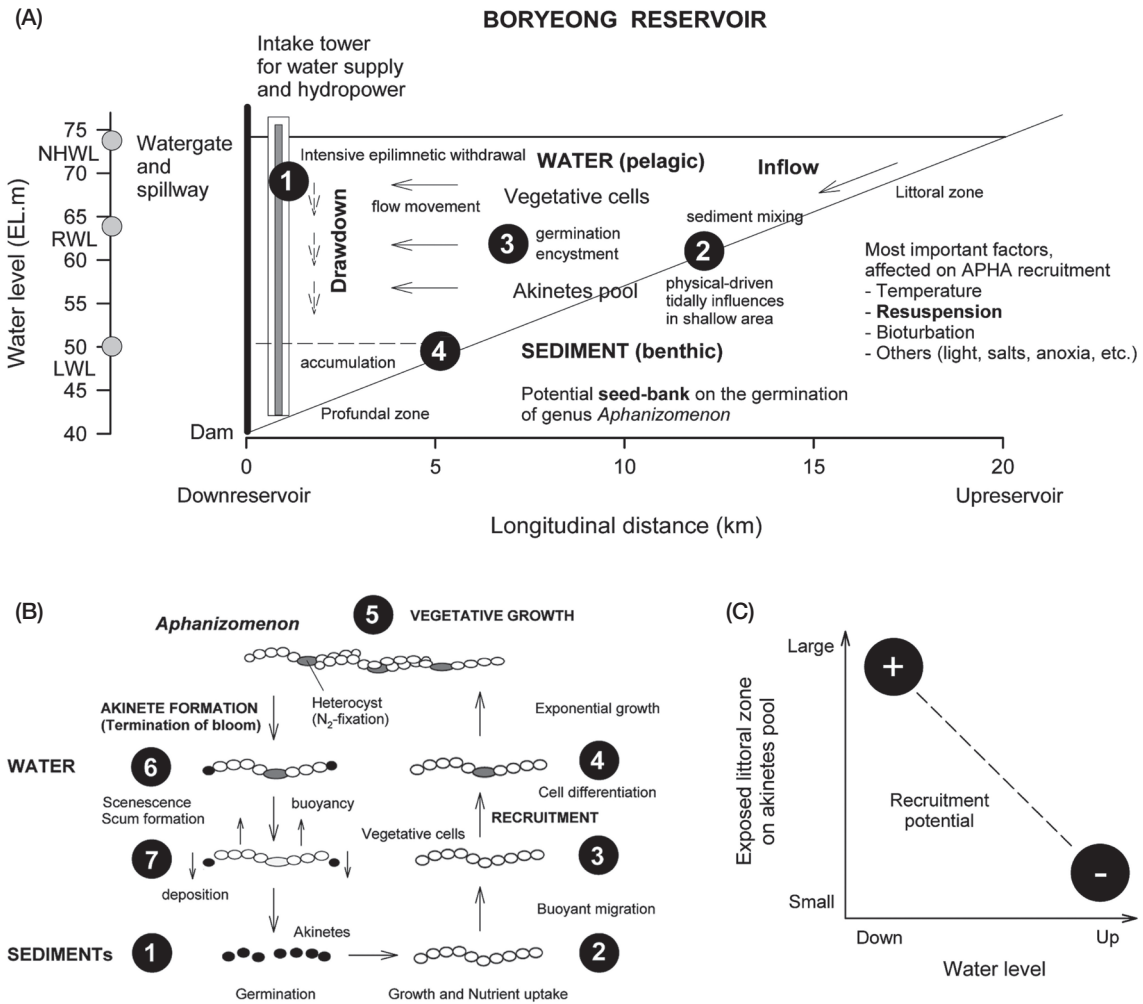 (A)
BORYEONG RESERVOIR
Intake tower
for water supply
and hydropower
Water level (EL.m)
75
NHWL
70
65
RWL
60
55
50
LWL
45
40
Watergate
and
spillway
Dam
1
Intensive epilimnetic withdrawal
Drawdown
flow movement
WATER (pelagic)
Vegetative cells
3
germination
encystment
Akinetes pool
Inflow
Littoral zone
sediment mixing
2
physical-driven
tidally influences
in shallow area
Most important factors,
affected on APHA recruitment
- Temperature
- Resuspension
- Bioturbation
- Others (light, salts, anoxia, etc.)
4
accumulation
Profundal zone
SEDIMENT (benthic)
Potential seed-bank on the germination
of genus Aphanizomenon
0
5
10
15
20
Downreservoir
Upreservoir
Longitudinal distance (km)
(B)
5
VEGETATIVE GROWTH
Aphanizomenon
AKINETE FORMATION
(Termination of bloom)
Heterocyst
(N2-fixation)
Exponential growth
WATER
6
4
Cell differentiation
Scenescence
Scum formation
buoyancy
RECRUITMENT
Vegetative cells
7
3
deposition
Buoyant migration
SEDIMENTs
1
Akinetes
2
Germination
Growth and Nutrient uptake
(C)
Exposed littoral zone
on akinetes pool
Large
Small
+
Recruitment
potential
-
Down
Up
Water level